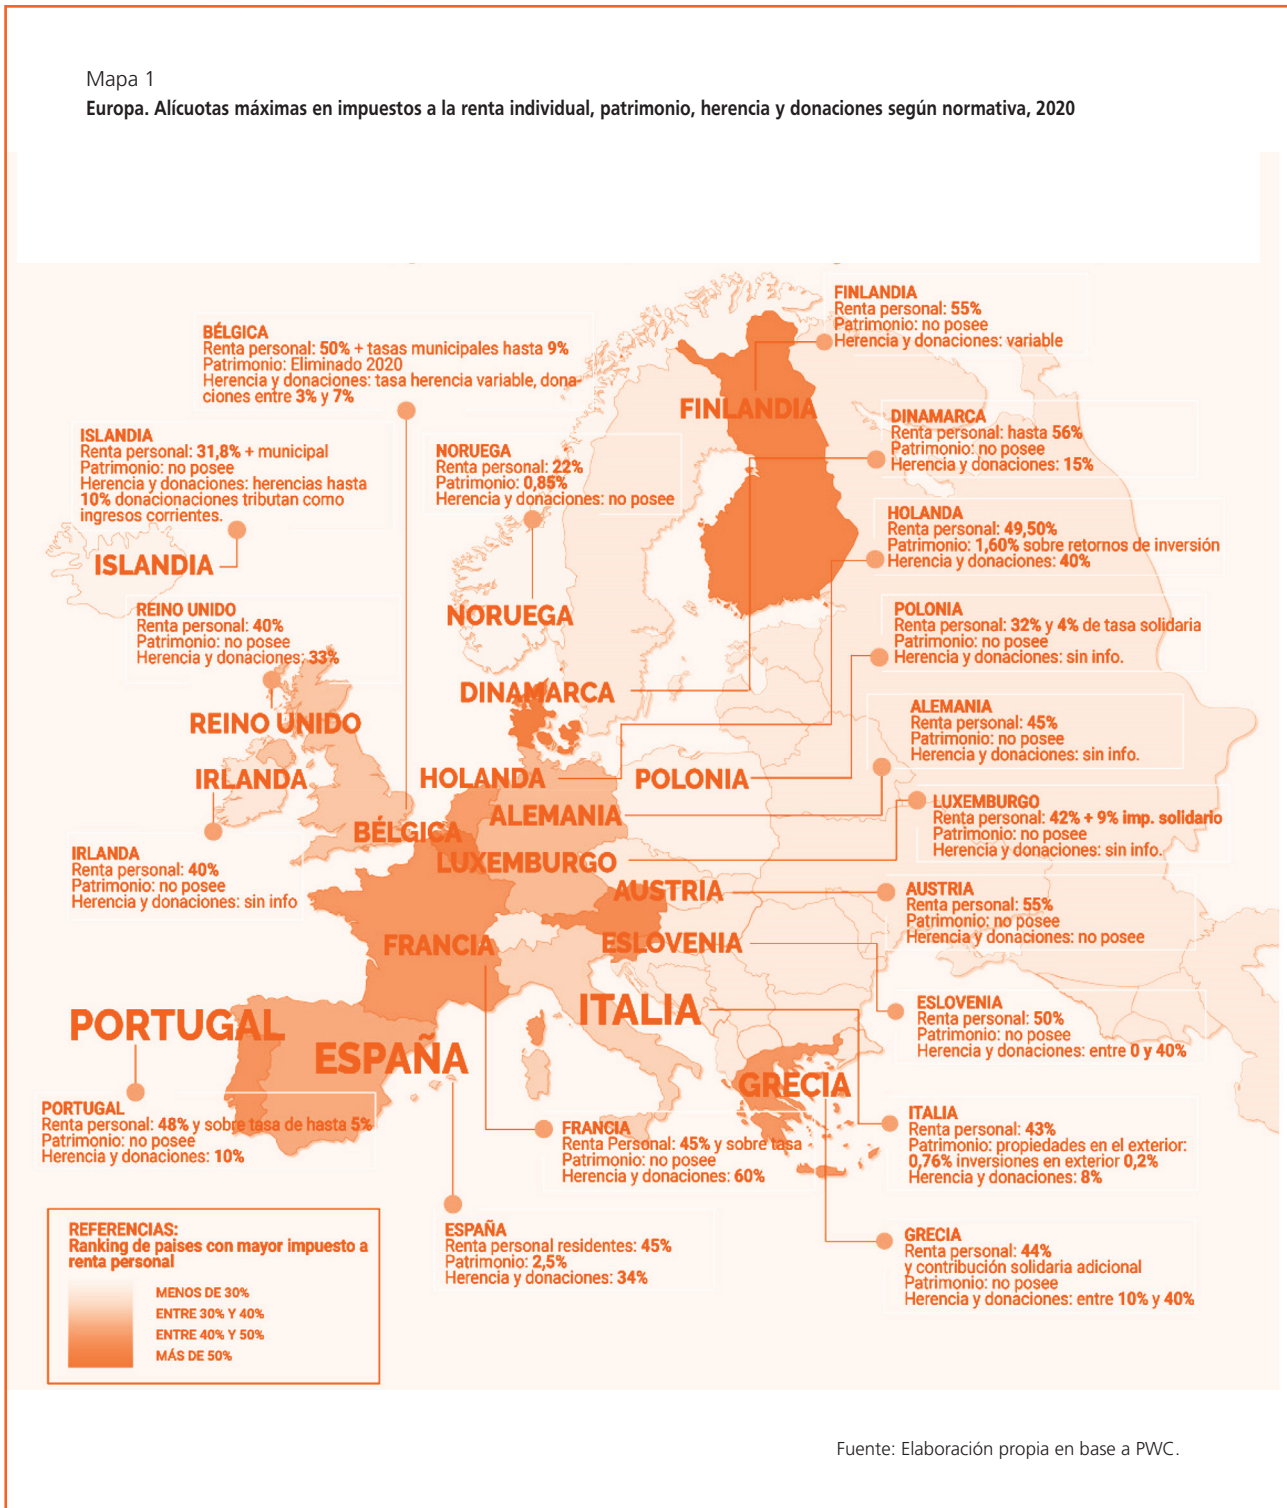 Mapa 1
Europa. Alícuotas máximas en impuestos a la renta individual, patrimonio, herencia y donaciones según normativa, 2020
FINLANDIA
Renta personal: 55%
Patrimonio: no posee
Herencia y donaciones: variable
BÉLGICA
Renta personal: 50% + tasas municipales hasta 9%
Patrimonio: Eliminado 2020
Herencia y donaciones: tasa herencia variable, dona-
ciones entre 3% y 7%
FINLANDIA
DINAMARCA
Renta personal: hasta 56%
Patrimonio: no posee
Herencia y donaciones: 15%
ISLANDIA
Renta personal: 31,8% + municipal
Patrimonio: no posee
Herencia y donaciones: herencias hasta
10% donacionaciones tributan como
ingresos corrientes.
NORUEGA
Renta personal: 22%
Patrimonio: 0,85%
Herencia y donaciones: no posee
HOLANDA
Renta personal: 49,50%
Patrimonio: 1,60% sobre retornos de inversión
Herencia y donaciones: 40%
ISLANDIA
REINO UNIDO
Renta personal: 40%
Patrimonio: no posee
Herencia y donaciones: 33%
NORUEGA
POLONIA
Renta personal: 32% y 4% de tasa solidaria
Patrimonio: no posee
Herencia y donaciones: sin info.
DINAMARCA
REINO UNIDO
ALEMANIA
Renta personal: 45%
Patrimonio: no posee
Herencia y donaciones: sin info.
IRLANDA
HOLANDA
POLONIA
ALEMANIA
BÉLGICA
LUXEMBURGO
Renta personal: 42% + 9% imp. solidario
Patrimonio: no posee
Herencia y donaciones: sin info.
IRLANDA
Renta personal: 40%
Patrimonio: no posee
Herencia y donaciones: sin info
LUXEMBURGO
AUSTRIA
AUSTRIA
Renta personal: 55%
Patrimonio: no posee
Herencia y donaciones: no posee
FRANCIA
ESLOVENIA
ESLOVENIA
Renta personal: 50%
Patrimonio: no posee
Herencia y donaciones: entre 0 y 40%
ITALIA
PORTUGAL
ESPAÑA
GRECIA
PORTUGAL
Renta personal: 48% y sobre tasa de hasta 5%
Patrimonio: no posee
Herencia y donaciones: 10%
FRANCIA
Renta Personal: 45% y sobre tasa
Patrimonio: no posee
Herencia y donaciones: 60%
ITALIA
Renta personal: 43%
Patrimonio: propiedades en el exterior:
0,76% inversiones en exterior 0,2%
Herencia y donaciones: 8%
ESPAÑA
Renta personal residentes: 45%
Patrimonio: 2,5%
Herencia y donaciones: 34%
GRECIA
Renta personal: 44%
y contribución solidaria adicional
Patrimonio: no posee
Herencia y donaciones: entre 10% y 40%
REFERENCIAS:
Ranking de paises con mayor impuesto a
renta personal
MENOS DE 30%
ENTRE 30% Y 40%
ENTRE 40% Y 50%
MÁS DE 50%
Fuente: Elaboración propia en base a PWC.